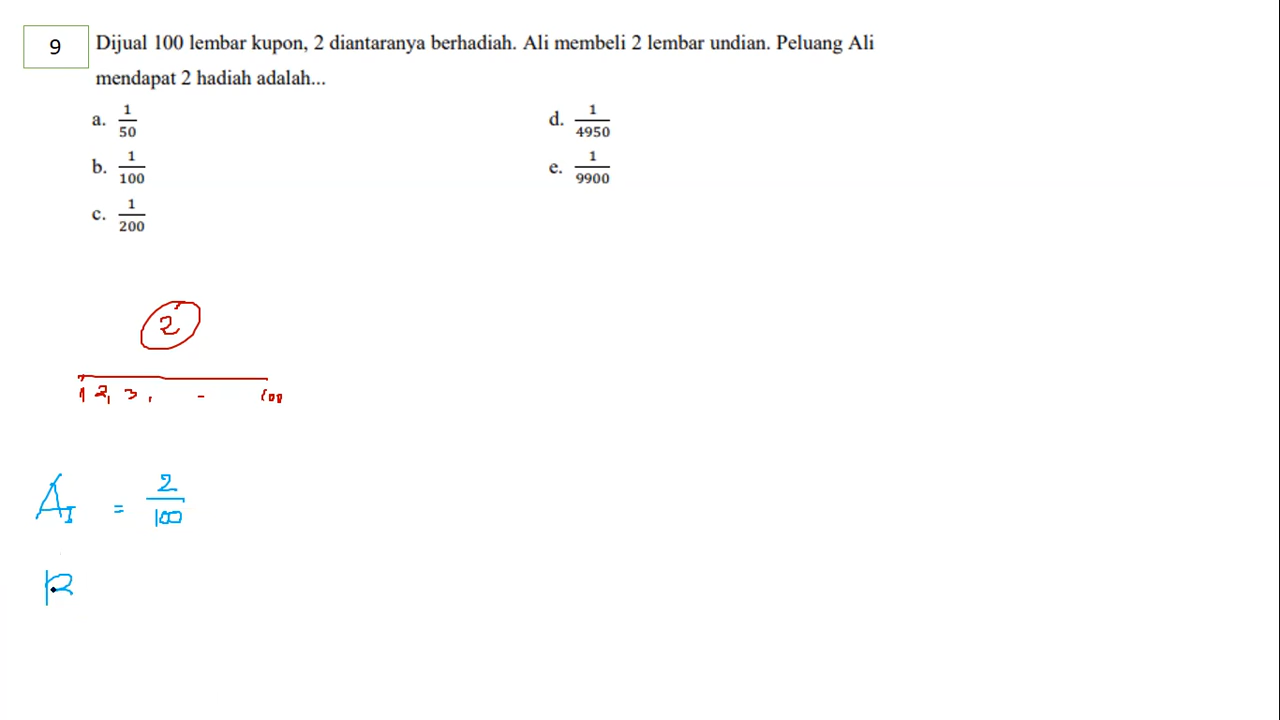 9
Dijual 100 lembar kupon, 2 diantaranya berhadiah. Ali membeli 2 lembar undian. Peluang Ali
mendapat 2 hadiah adalah...
a. 1/50
b. 1/100
c. 1/200
d. 1/4950
e. 1/9900
2
1 2, 3, - 100
A_I = 2/100